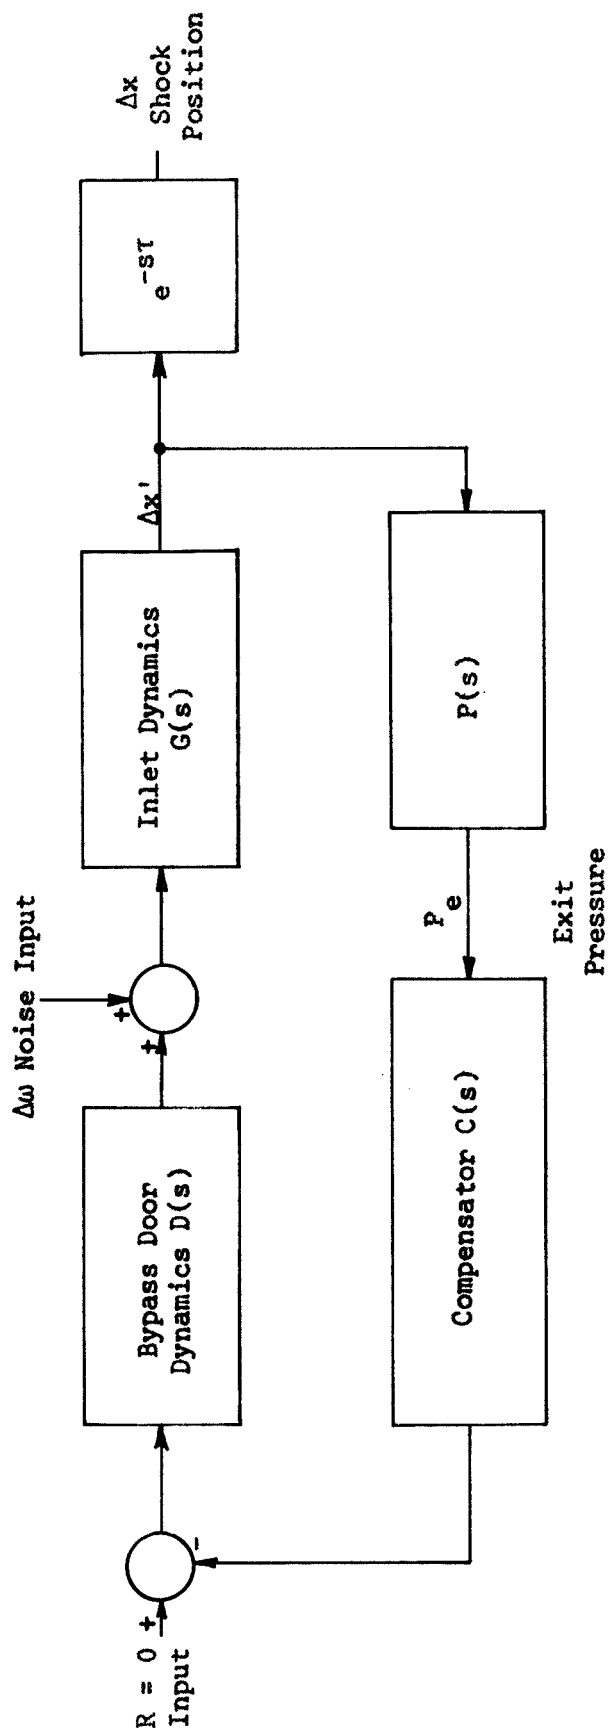 R = 0
Input
+
-
Bypass Door
Dynamics D(s)
+
+
Δω Noise Input
Inlet Dynamics
G(s)
Δx'
e^-sτ
Δx
Shock
Position
P(s)
P_e
Exit
Pressure
Compensator C(s)